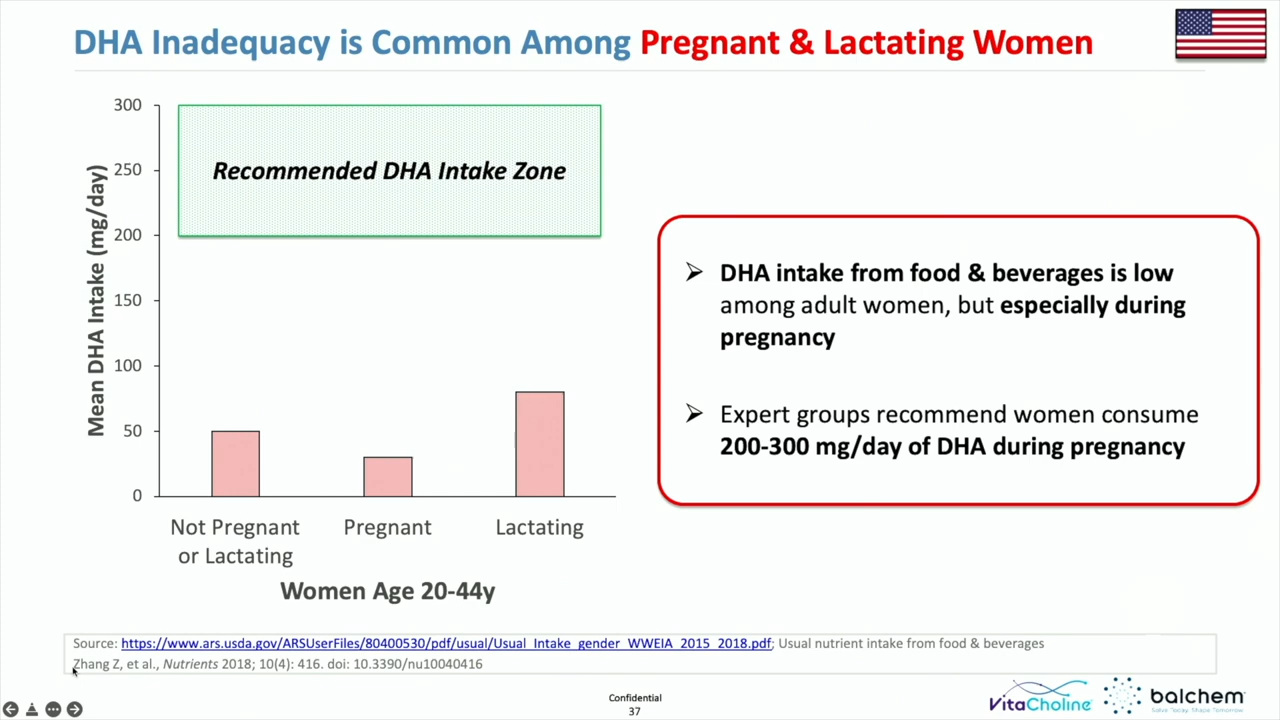 DHA Inadequacy is Common Among Pregnant & Lactating Women
300
250
200
150
100
50
0
Mean DHA Intake (mg/day)
Recommended DHA Intake Zone
Not Pregnant
or Lactating
Pregnant
Lactating
Women Age 20-44y
➢ DHA intake from food & beverages is low
among adult women, but especially during
pregnancy
➢ Expert groups recommend women consume
200-300 mg/day of DHA during pregnancy
Source: https://www.ars.usda.gov/ARSUserFiles/80400530/pdf/usual/Usual_Intake_gender_WWEIA_2015_2018.pdf; Usual nutrient intake from food & beverages
Zhang Z, et al., Nutrients 2018; 10(4): 416. doi: 10.3390/nu10040416
Confidential
37
VitaCholine
balchem
Solve Today. Shape Tomorrow.